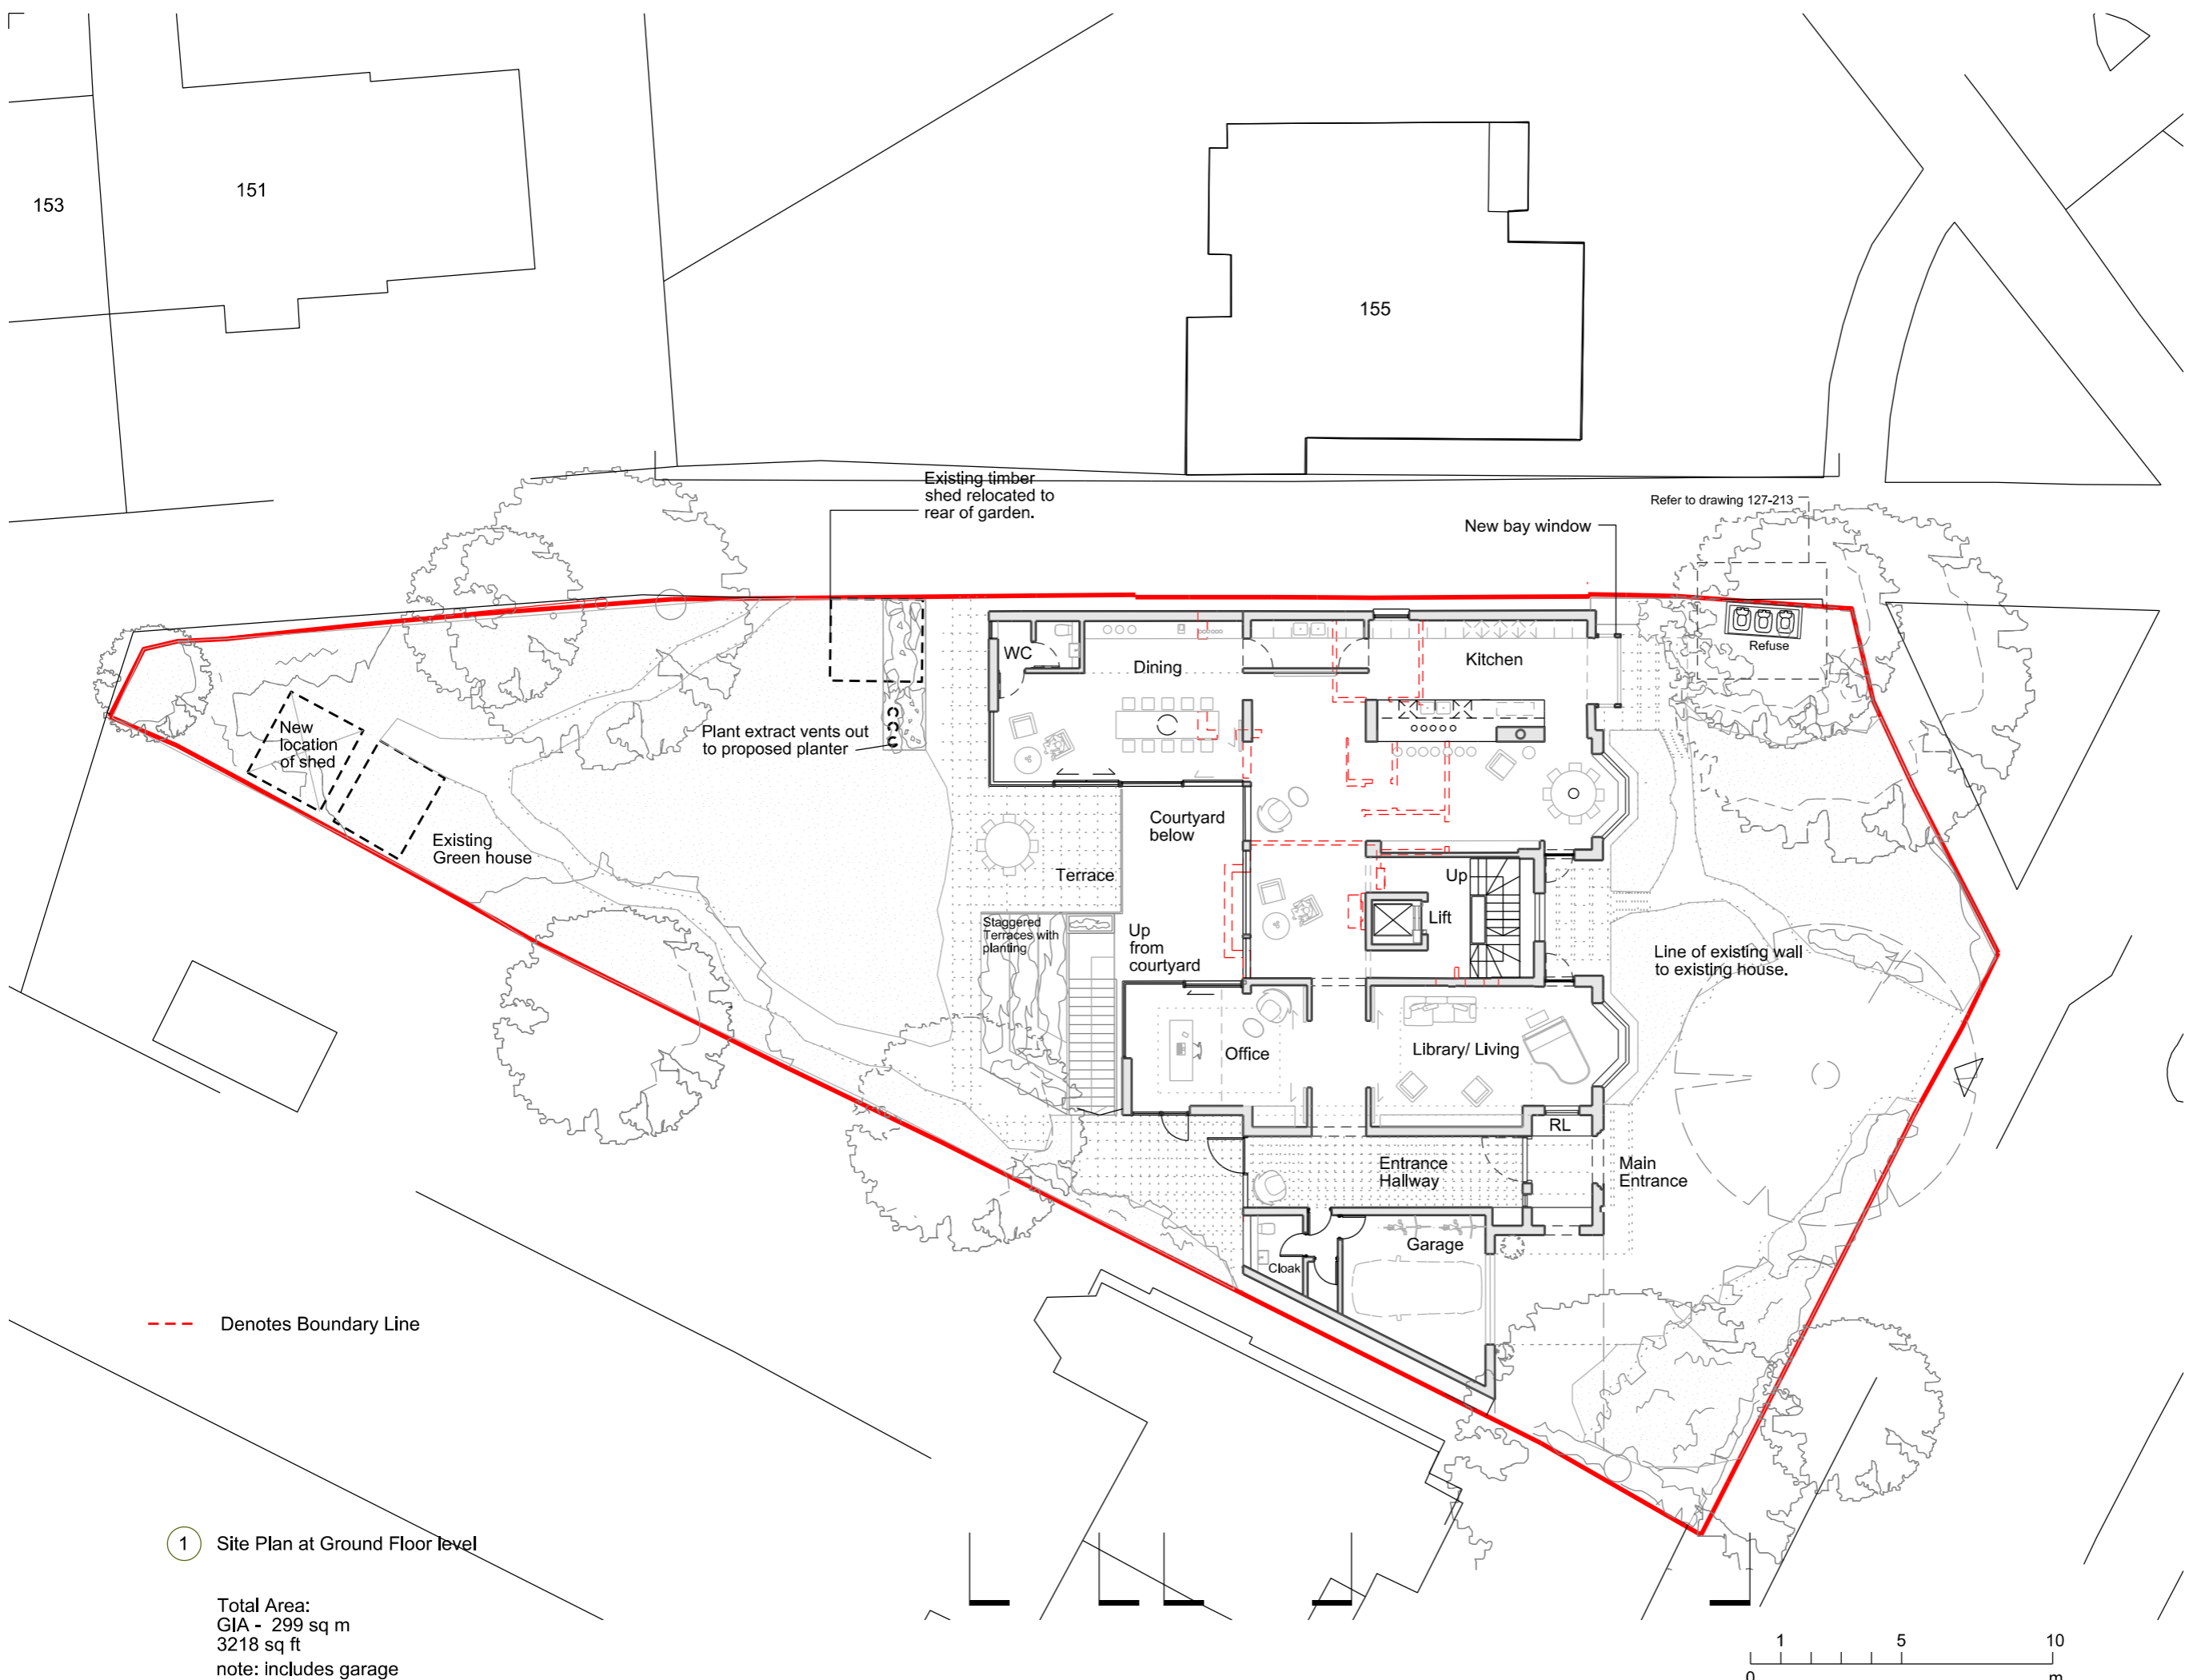 153
151
155
Existing timber
shed relocated to
rear of garden.
Refer to drawing 127-213
New bay window
Refuse
WC
Dining
Kitchen
New
location
of shed
Plant extract vents out
to proposed planter
Existing
Green house
Courtyard
below
Terrace
Up
Lift
Staggered
Terraces with
planting
Up
from
courtyard
Line of existing wall
to existing house.
Office
Library/ Living
RL
Entrance
Hallway
Main
Entrance
Garage
Cloak
Denotes Boundary Line
1 Site Plan at Ground Floor level
Total Area:
GIA - 299 sq m
3218 sq ft
note: includes garage
1 5 10
0 m